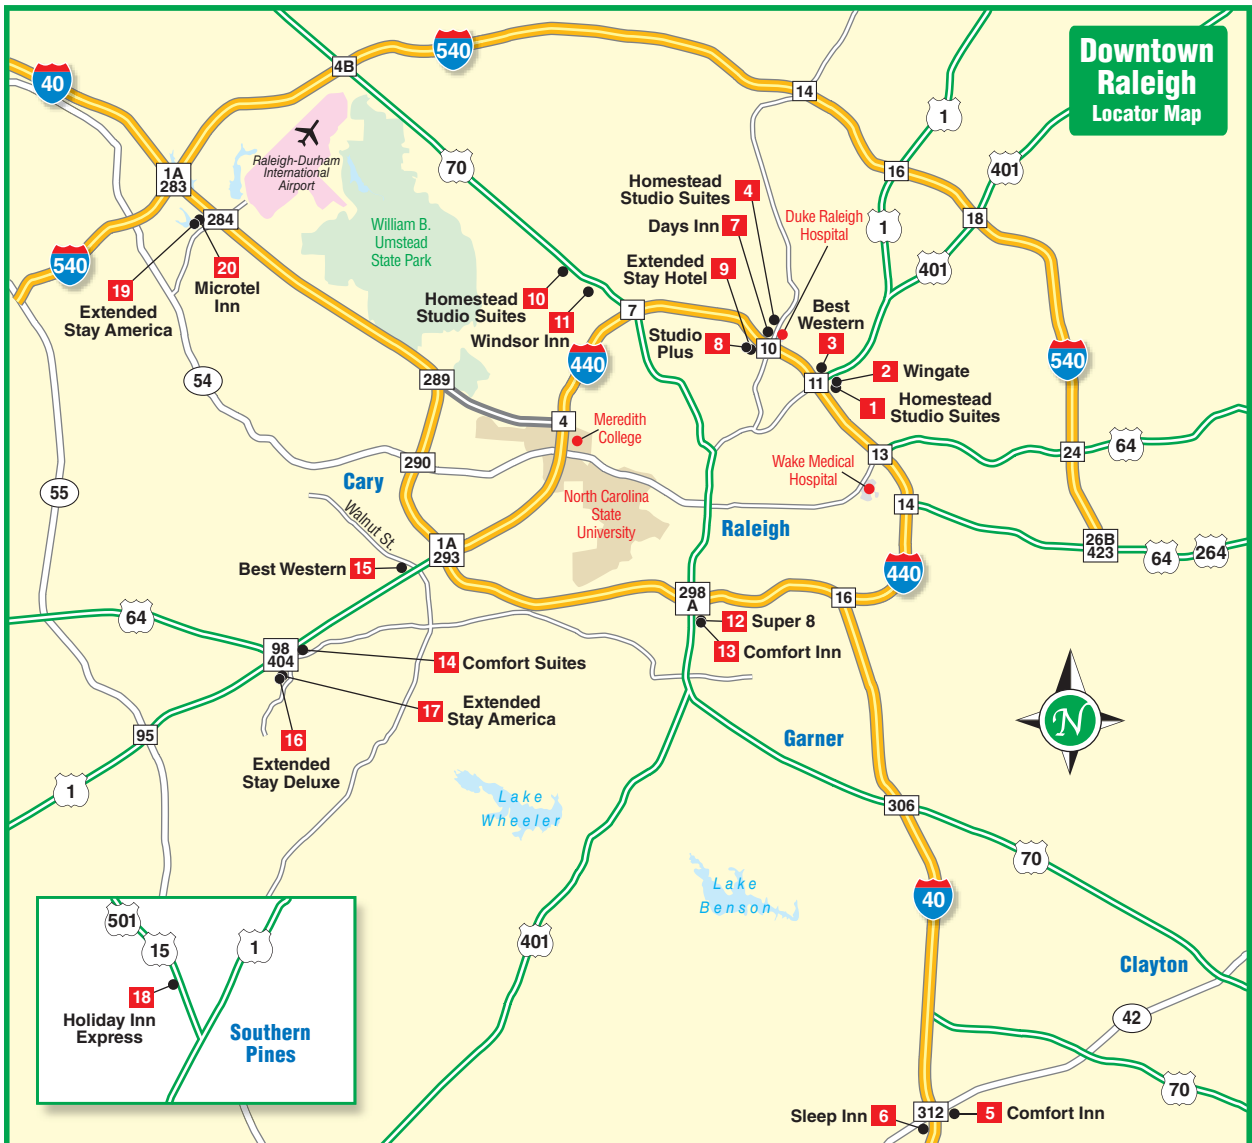 Downtown
Raleigh
Locator Map
540
40
4B
14
1
401
70
Raleigh-Durham
International
Airport
1A
283
16
Homestead
Studio Suites
4
William B.
Umstead
State Park
284
Days Inn
7
Duke Raleigh
Hospital
1
18
540
19
Extended
Stay America
20
Microtel
Inn
Extended
Stay Hotel
9
401
Homestead
Studio Suites
10
11
Windsor Inn
7
Best
Western
3
Studio
Plus
8
10
440
540
54
289
11
2
Wingate
1
Homestead
Studio Suites
4
Meredith
College
290
13
64
24
Cary
Wake Medical
Hospital
55
Walnut St.
North Carolina
State
University
14
Raleigh
1A
293
26B
423
64
264
Best Western
15
440
298
A
16
64
12
Super 8
13
Comfort Inn
98
404
14
Comfort Suites
17
Extended
Stay America
N
95
16
Extended
Stay Deluxe
Garner
1
Lake
Wheeler
306
70
Lake
Benson
40
501
15
1
401
Clayton
18
Holiday Inn
Express
Southern
Pines
42
70
Sleep Inn
6
312
5
Comfort Inn